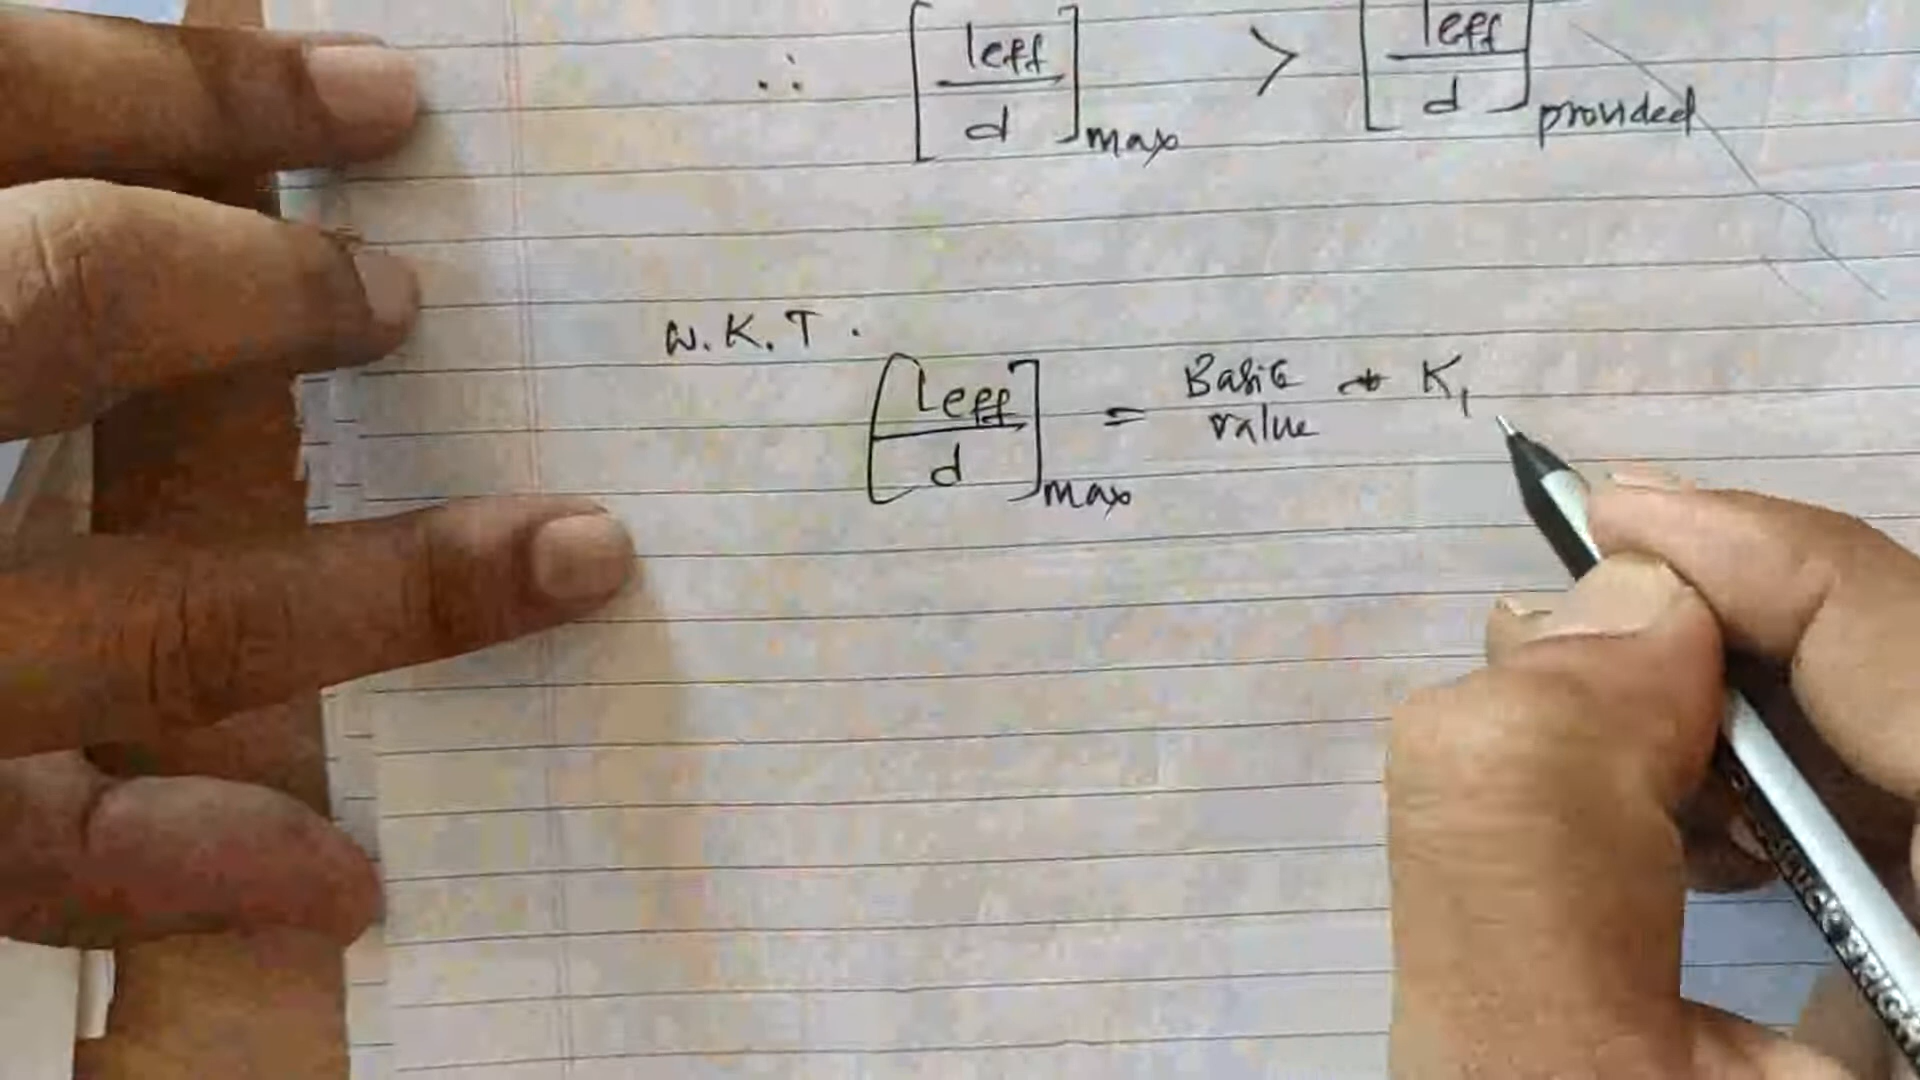 ∴ [leff/d]max > [leff/d]provided
W.K.T.
[leff/d]max = Basic value * K1